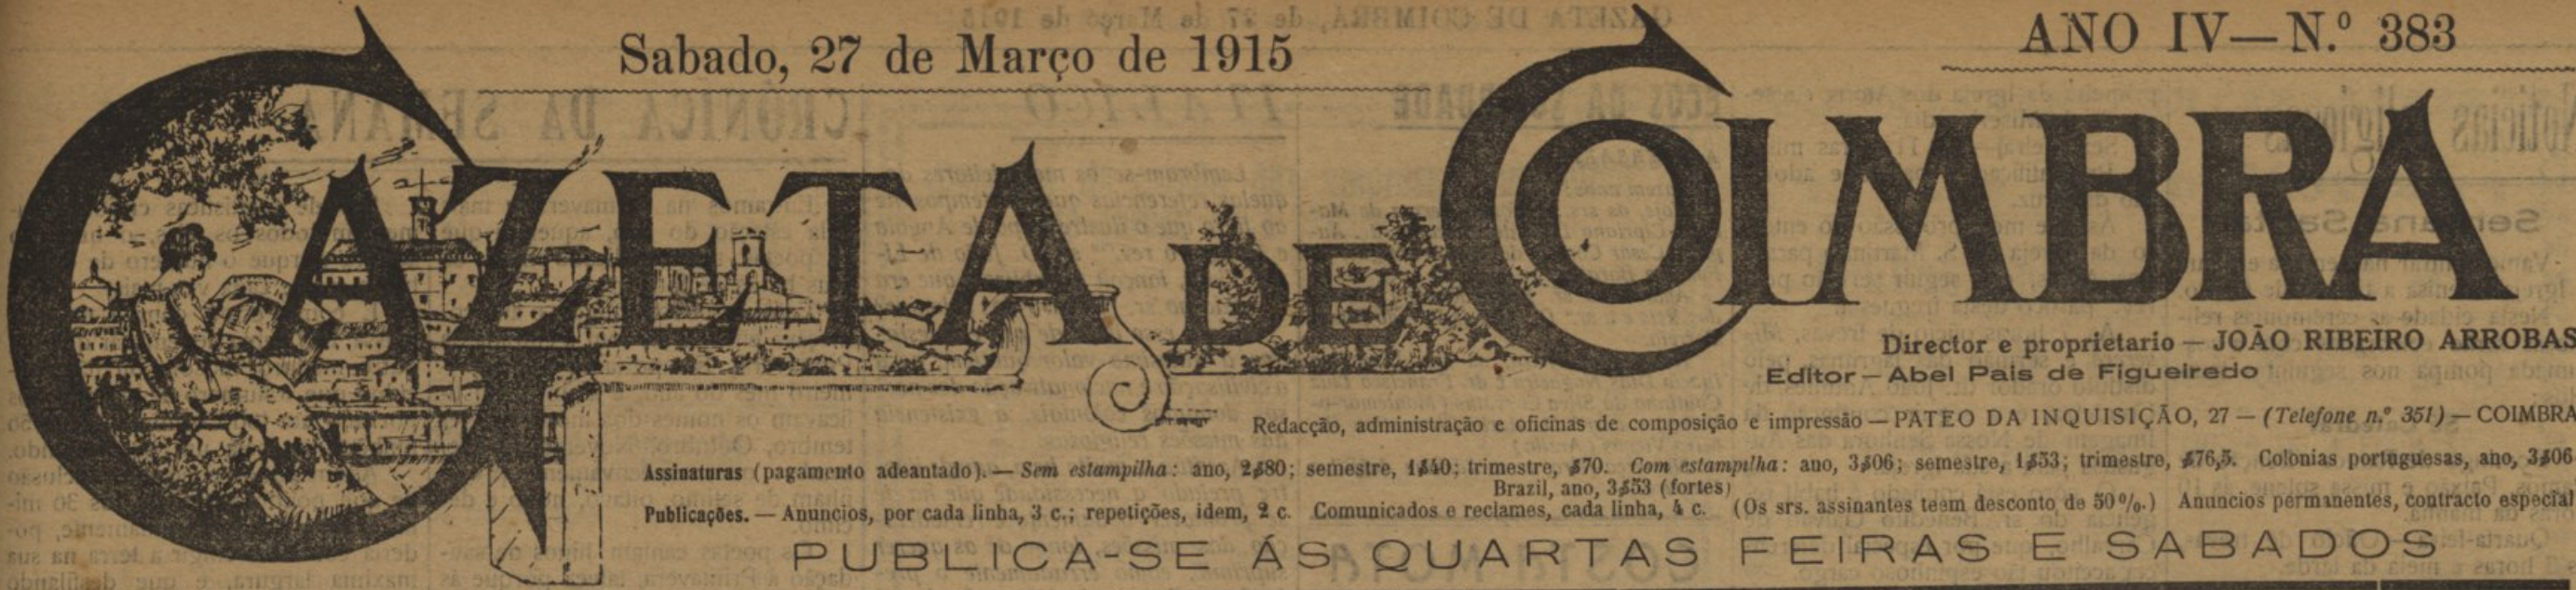 Sabado, 27 de Março de 1915
ANO IV—N.º 383
GAZETA DE COIMBRA
Director e proprietario — JOÃO RIBEIRO ARROBAS
Editor — Abel Pais de Figueiredo
Redacção, administração e oficinas de composição e impressão — PATEO DA INQUISIÇÃO, 27 — (Telefone n.º 351) — COIMBRA
Assinaturas (pagamento adeantado). — Sem estampilha: ano, 2$80; semestre, 1$40; trimestre, $70. Com estampilha: ano, 3$06; semestre, 1$53; trimestre, $76,5. Colonias portuguesas, ano, 3$06
Brazil, ano, 3$53 (fortes)
Publicações. — Anuncios, por cada linha, 3 c.; repetições, idem, 2 c. Comunicados e reclames, cada linha, 4 c. (Os srs. assinantes teem desconto de 50%.) Anuncios permanentes, contracto especial
PUBLICA-SE ÁS QUARTAS FEIRAS E SABADOS